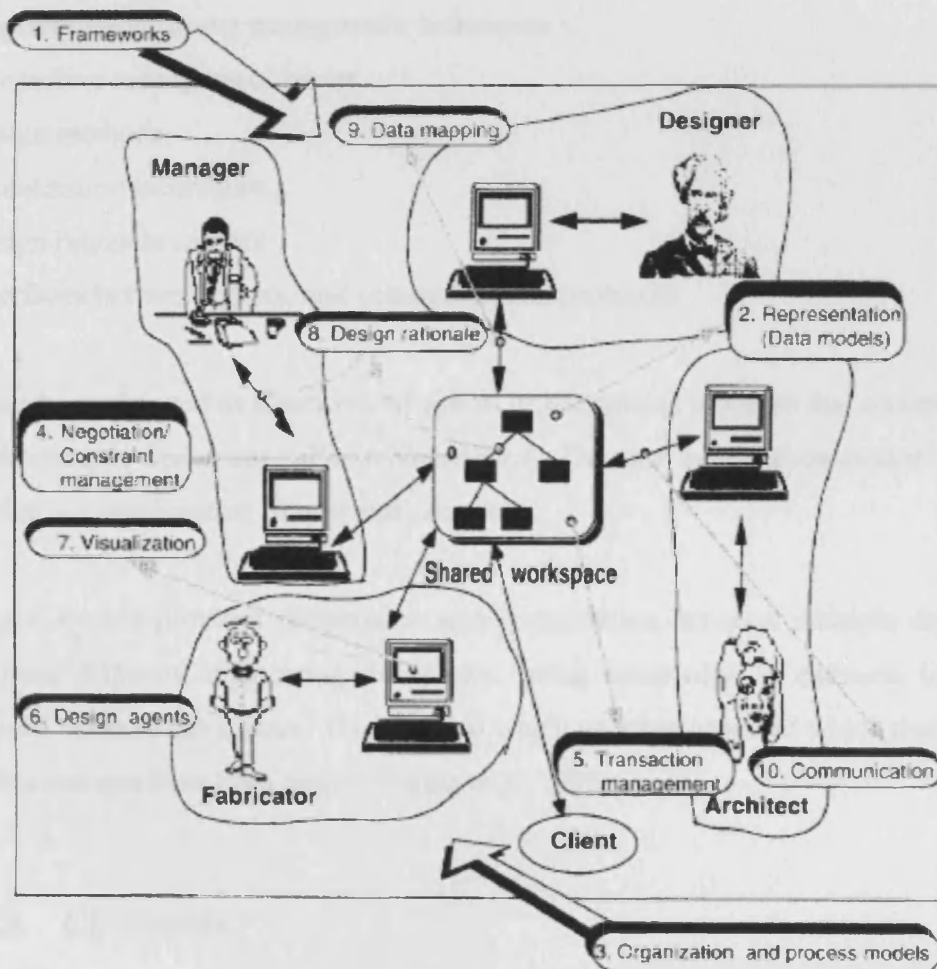 1. Frameworks
9. Data mapping
Designer
Manager
8. Design rationale
2. Representation
(Data models)
4. Negotiation/
Constraint
management
7. Visualization
Shared workspace
6. Design agents
5. Transaction
management
10. Communication
Fabricator
Architect
Client
3. Organization and process models